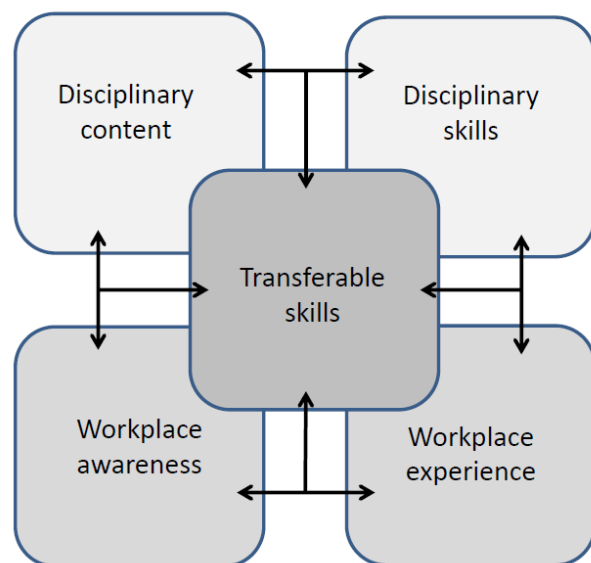 Disciplinary
content
Disciplinary
skills
Transferable
skills
Workplace
awareness
Workplace
experience